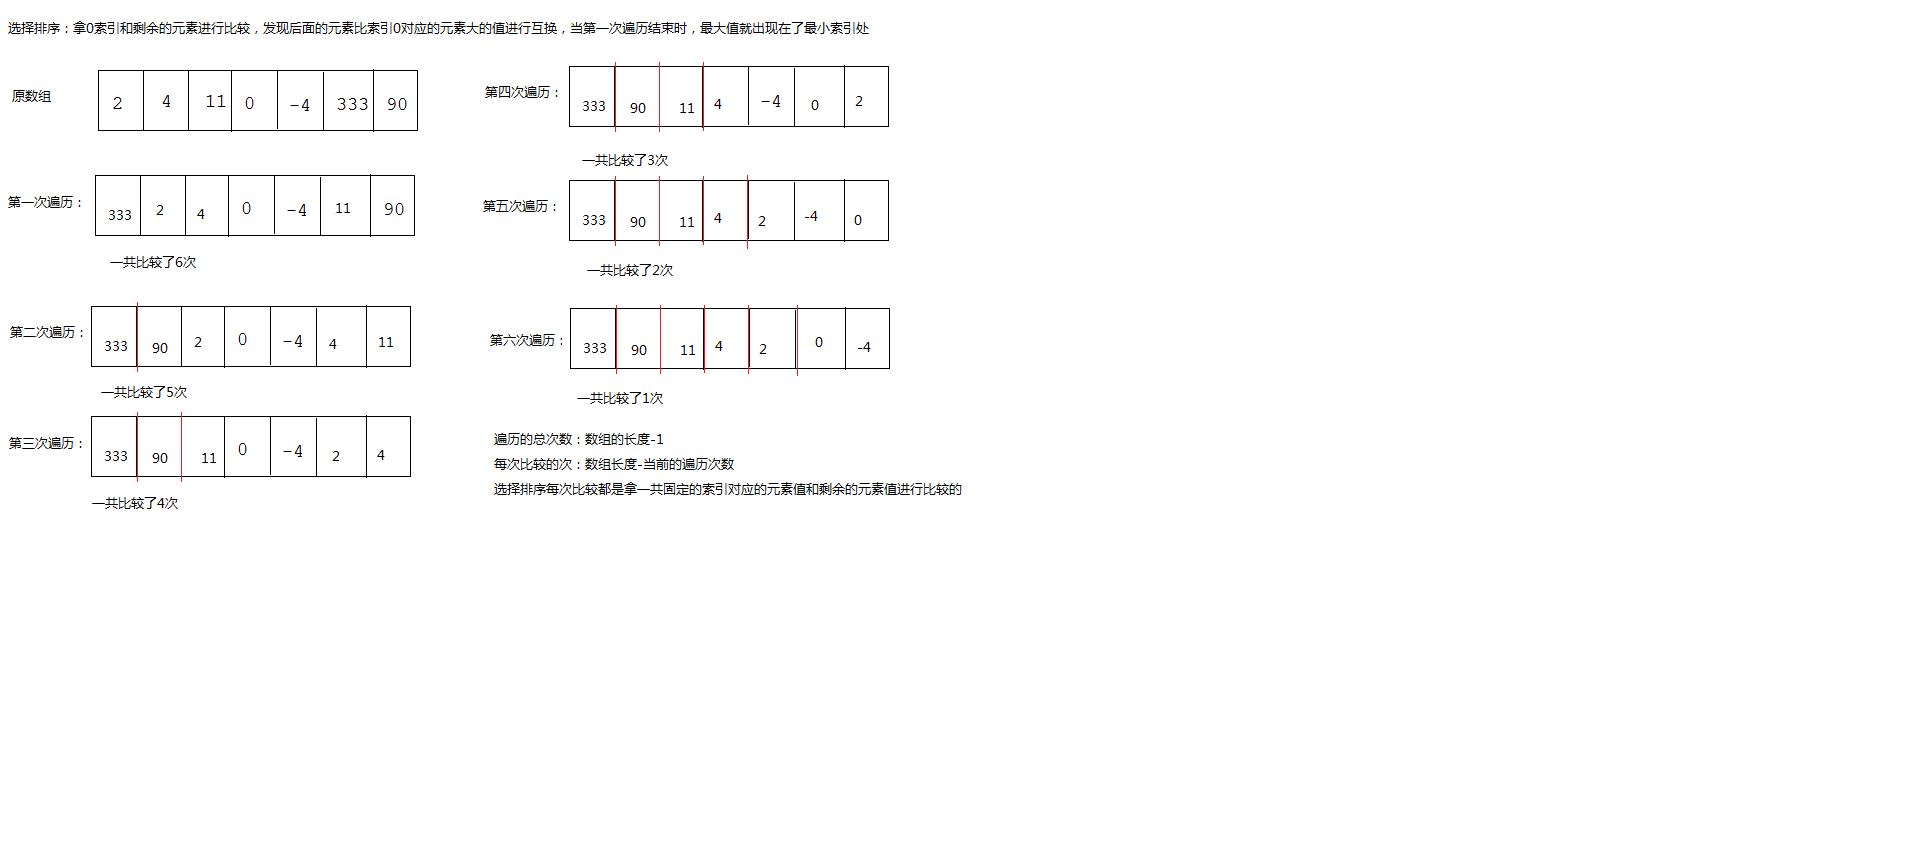 选择排序：拿0索引和剩余的元素进行比较，发现后面的元素比索引0对应的元素大的值进行互换，当第一次遍历结束时，最大值就出现在了最小索引处
原数组 2 4 11 0 -4 333 90
第一次遍历： 333 2 4 0 -4 11 90
一共比较了6次
第二次遍历： 333 90 2 0 -4 4 11
一共比较了5次
第三次遍历： 333 90 11 0 -4 2 4
一共比较了4次
第四次遍历： 333 90 11 4 -4 0 2
一共比较了3次
第五次遍历： 333 90 11 4 2 -4 0
一共比较了2次
第六次遍历： 333 90 11 4 2 0 -4
一共比较了1次
遍历的总次数：数组的长度-1
每次比较的次：数组长度-当前的遍历次数
选择排序每次比较都是拿一共固定的索引对应的元素值和剩余的元素值进行比较的